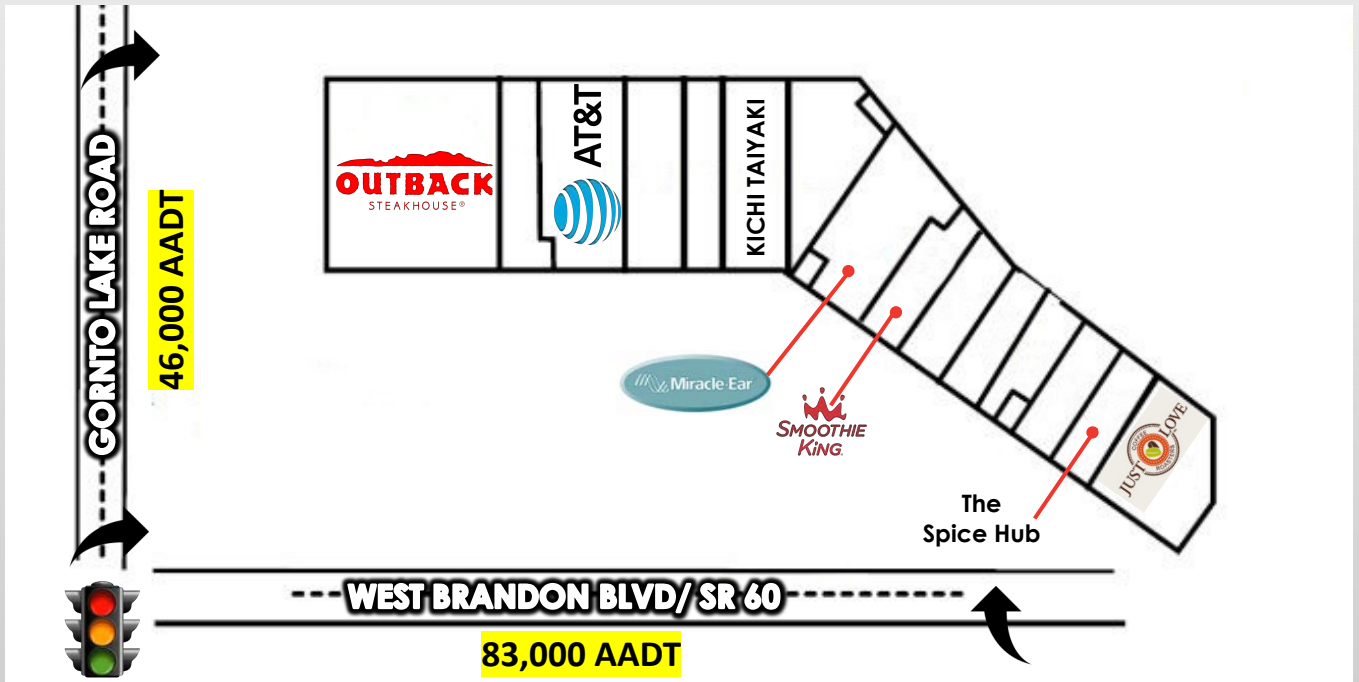 GORNTO LAKE ROAD
46,000 AADT
OUTBACK
STEAKHOUSE®
AT&T
KICHI TAIYAKI
Miracle-Ear
SMOOTHIE
KING
The
Spice Hub
JUST LOVE
COFFEE
ROASTERS
WEST BRANDON BLVD/ SR 60
83,000 AADT